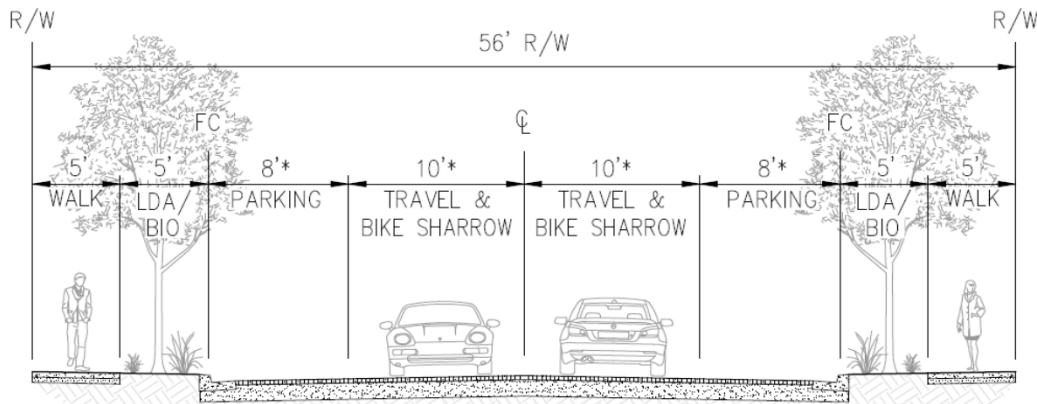 R/W
R/W
56' R/W
FC
℄
FC
5'
5'
8'*
10'*
10'*
8'*
5'
5'
WALK
LDA/
BIO
PARKING
TRAVEL &
BIKE SHARROW
TRAVEL &
BIKE SHARROW
PARKING
LDA/
BIO
WALK